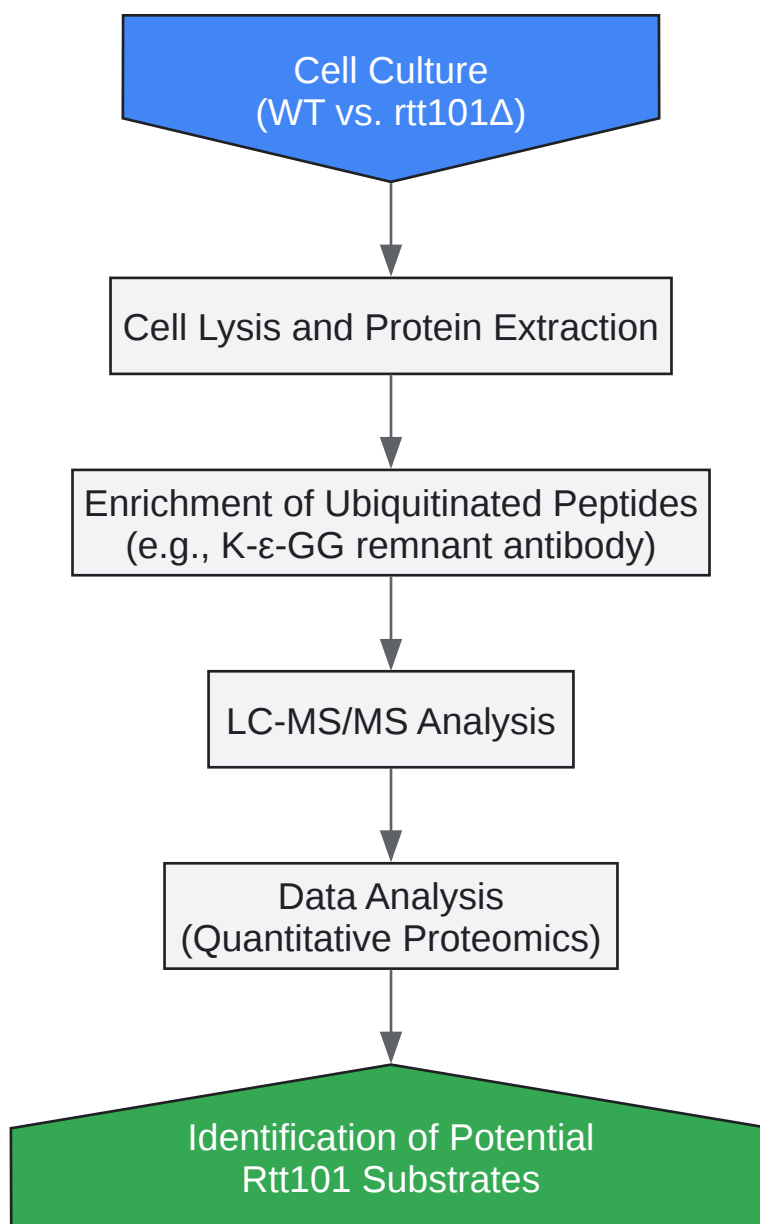 Cell Culture
(WT vs. rtt101Δ)
Cell Lysis and Protein Extraction
Enrichment of Ubiquitinated Peptides
(e.g., K-ε-GG remnant antibody)
LC-MS/MS Analysis
Data Analysis
(Quantitative Proteomics)
Identification of Potential
Rtt101 Substrates